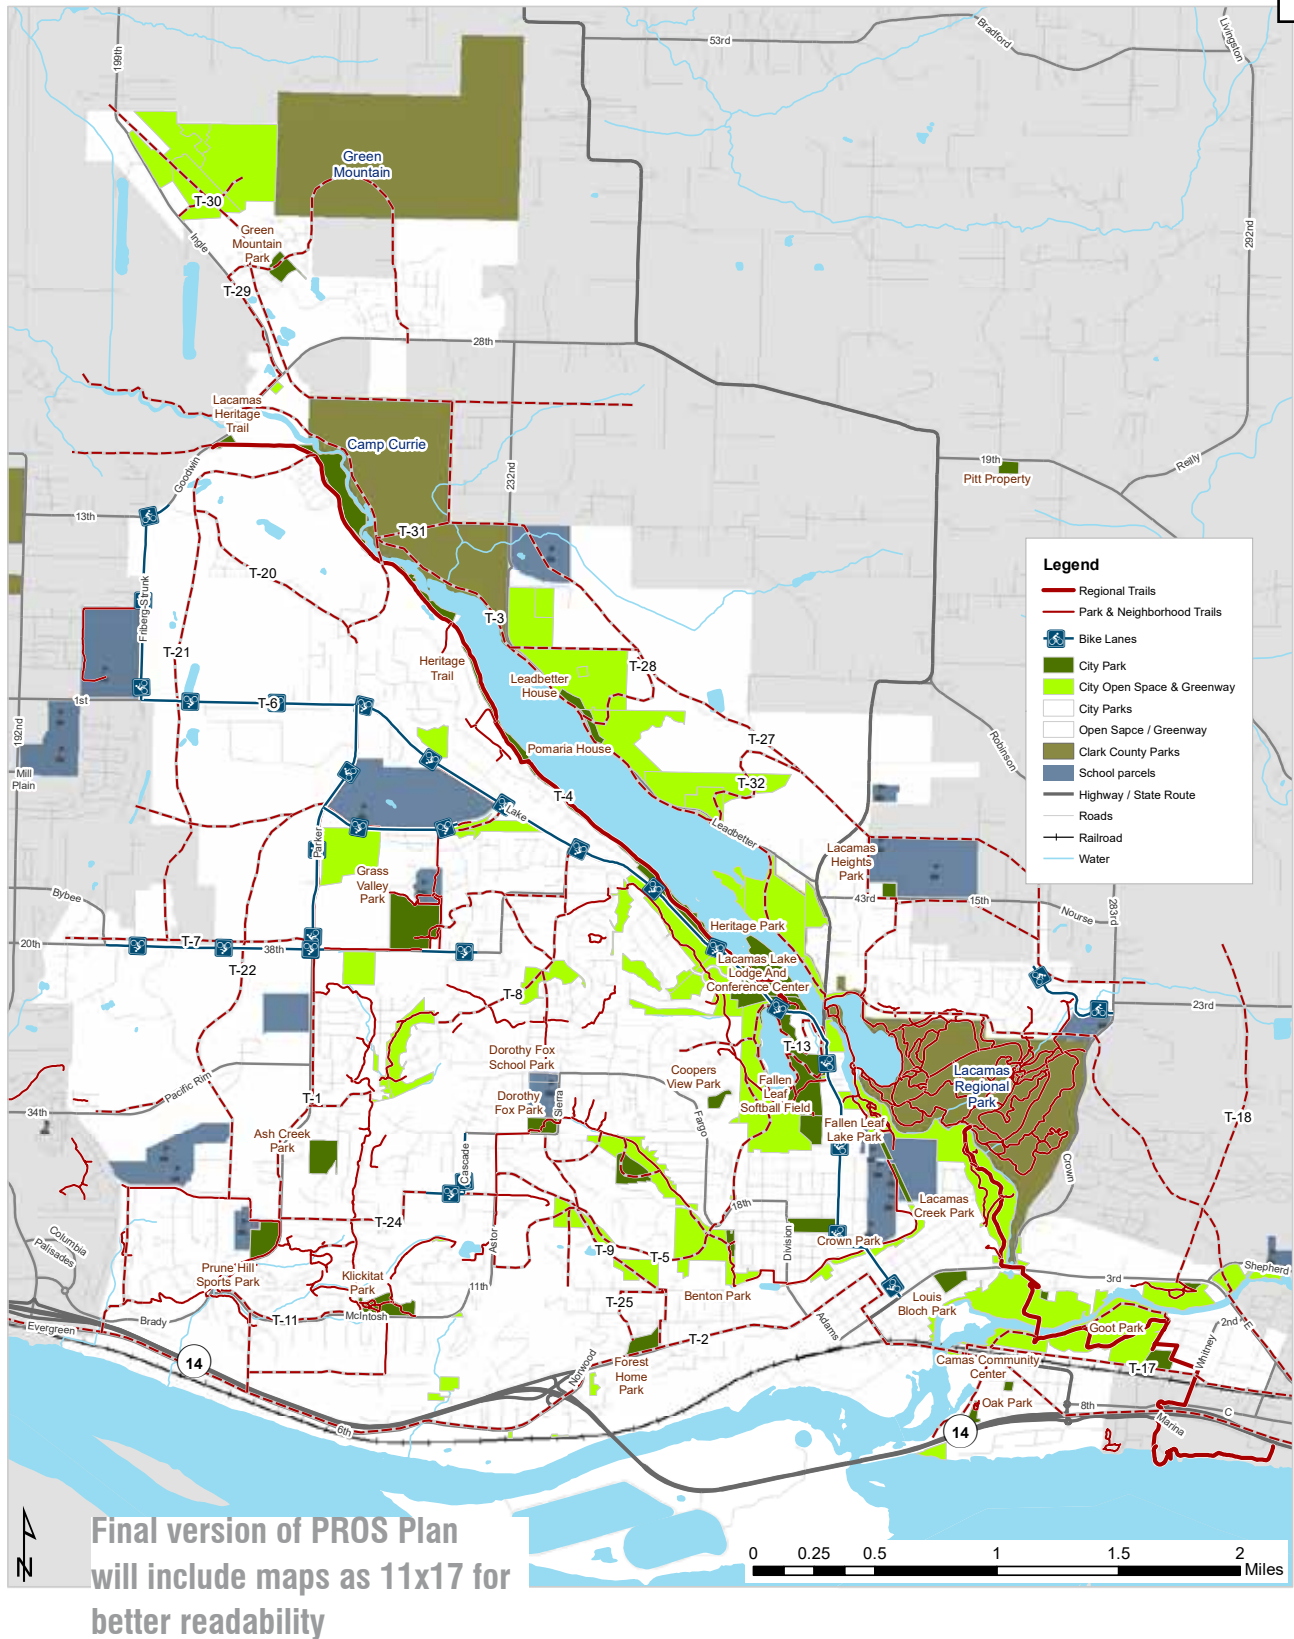 199th
53rd
Bradford
Livingston
Green
Mountain
T-30
Green
Mountain
Park
Ingle
292nd
T-29
28th
Lacamas
Heritage
Trail
Camp Currie
Goodwin
232nd
19th
Reilly
Pitt Property
13th
T-31
Legend
Regional Trails
Park & Neighborhood Trails
Bike Lanes
City Park
City Open Space & Greenway
City Parks
Open Sapce / Greenway
Clark County Parks
School parcels
Highway / State Route
Roads
Railroad
Water
T-20
Friberg-Strunk
T-3
T-21
Heritage
Trail
T-28
Leadbetter
House
1st
T-6
192nd
Pomaria House
T-27
Robinson
Mill
Plain
T-32
T-4
Lake
Leadbetter
Parker
Lacamas
Heights
Park
Grass
Valley
Park
Bybee
43rd
15th
Nourse
283rd
Heritage Park
20th
T-7
38th
T-22
Lacamas Lake
Lodge And
Conference Center
T-8
23rd
T-13
Dorothy Fox
School Park
Coopers
View Park
Fallen
Leaf
Softball Field
Lacamas
Regional
Park
Pacific Rim
T-1
34th
Dorothy
Fox Park
Sierra
Fargo
T-18
Fallen Leaf
Lake Park
Ash Creek
Park
Cascade
Crown
Lacamas
Creek Park
18th
T-24
Division
Crown Park
Columbia
Palisades
Astor
T-9
T-5
Prune Hill
Sports Park
Klickitat
Park
11th
Benton Park
3rd
Shepherd
Louis
Bloch Park
T-25
T-11
McIntosh
Brady
Adams
Goot Park
2nd
E
Evergreen
T-2
Whitney
14
Norwood
Forest
Home
Park
Camas Community
Center
T-17
Oak Park
8th
C
6th
14
Marina
N
Final version of PROS Plan
will include maps as 11x17 for
better readability
0 0.25 0.5 1 1.5 2
Miles